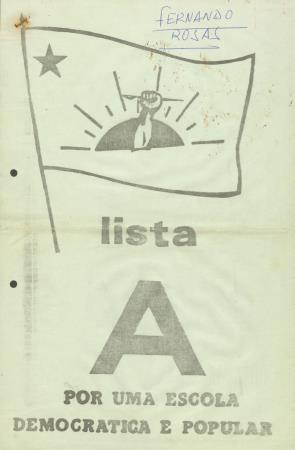 FERNANDO
ROSAS
lista
A
POR UMA ESCOLA
DEMOCRATICA E POPULAR